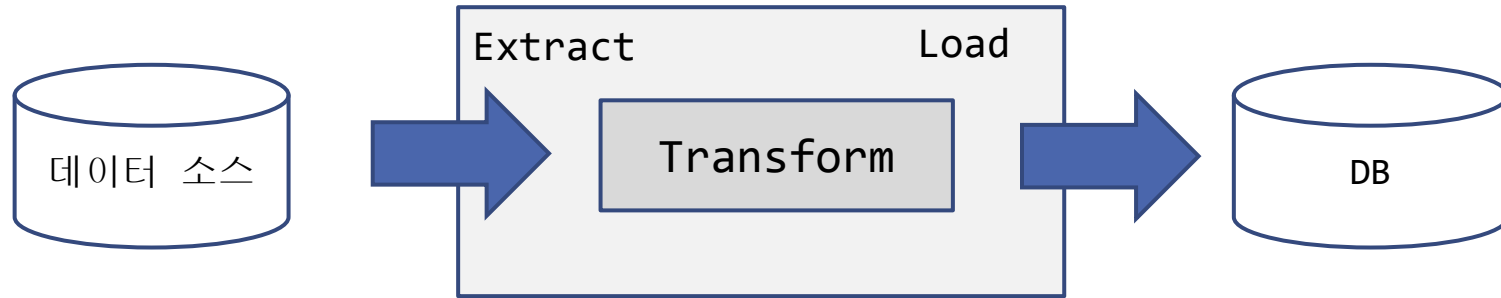 Extract
Load
데이터 소스
Transform
DB